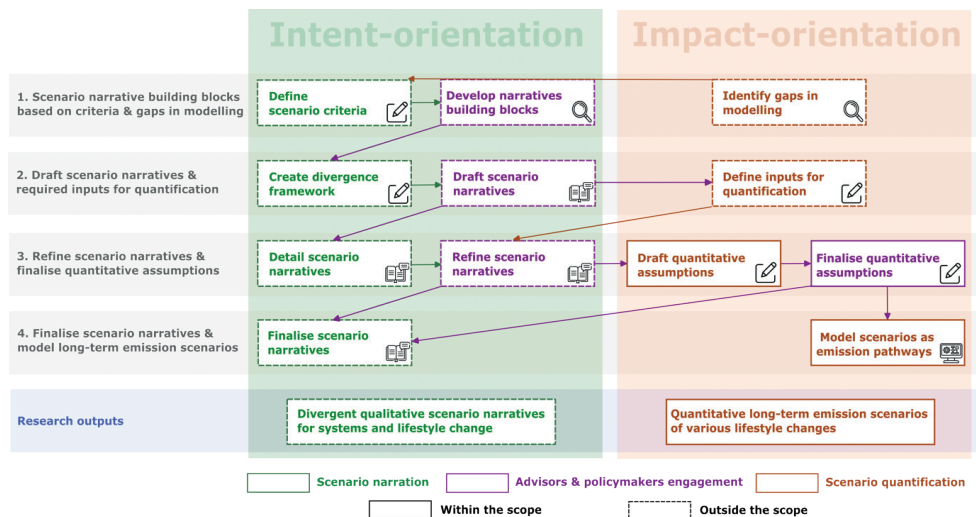 Intent-orientation
Impact-orientation
1. Scenario narrative building blocks
based on criteria & gaps in modelling
Define
scenario criteria
Develop narratives
building blocks
Identify gaps in
modelling
2. Draft scenario narratives &
required inputs for quantification
Create divergence
framework
Draft scenario
narratives
Define inputs for
quantification
3. Refine scenario narratives &
finalise quantitative assumptions
Detail scenario
narratives
Refine scenario
narratives
Draft quantitative
assumptions
Finalise quantitative
assumptions
4. Finalise scenario narratives &
model long-term emission scenarios
Finalise scenario
narratives
Model scenarios as
emission pathways
Research outputs
Divergent qualitative scenario narratives
for systems and lifestyle change
Quantitative long-term emission scenarios
of various lifestyle changes
Scenario narration
Advisors & policymakers engagement
Scenario quantification
Within the scope
Outside the scope